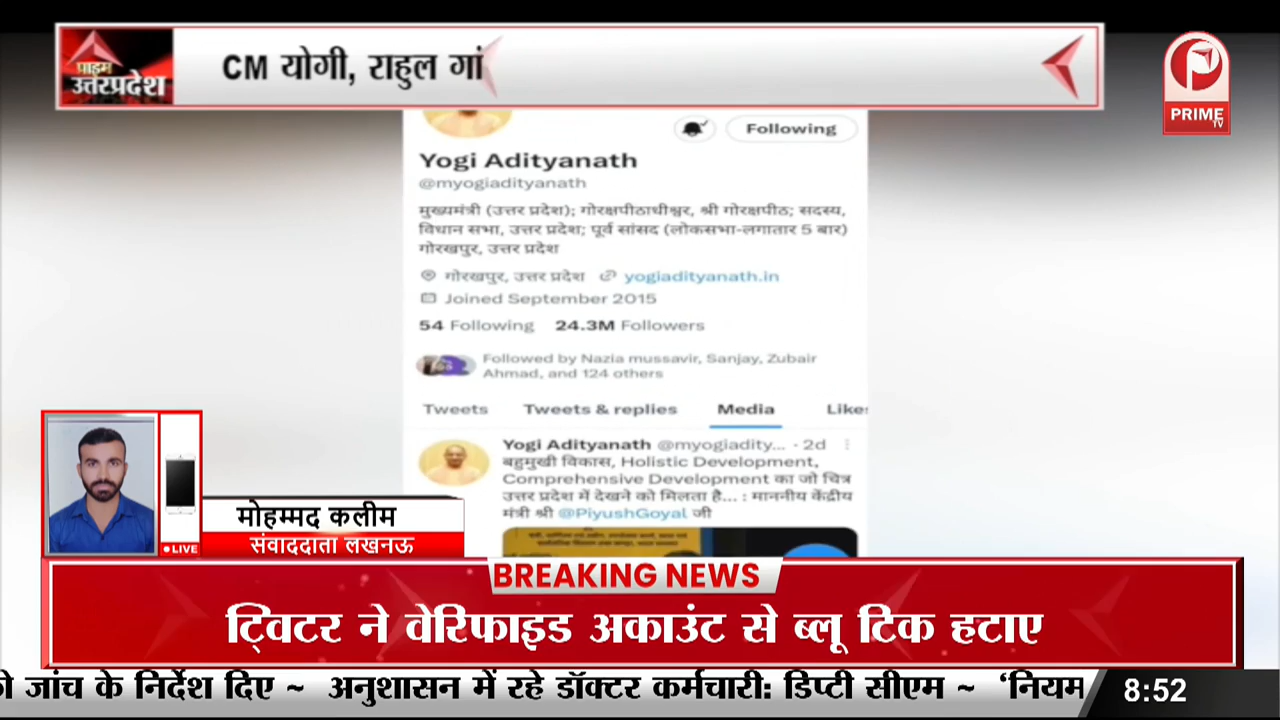 प्राइम
उत्तरप्रदेश
CM योगी, राहुल गां
PRIME
TV
Following
Yogi Adityanath
@myogiadityanath
मुख्यमंत्री (उत्तर प्रदेश); गोरक्षपीठाधीश्वर, श्री गोरक्षपीठ; सदस्य,
विधान सभा, उत्तर प्रदेश; पूर्व सांसद (लोकसभा-लगातार 5 बार)
गोरखपुर, उत्तर प्रदेश
गोरखपुर, उत्तर प्रदेश yogiadityanath.in
Joined September 2015
54 Following 24.3M Followers
Followed by Nazia mussavir, Sanjay, Zubair
Ahmad, and 124 others
Tweets Tweets & replies Media Likes
Yogi Adityanath @myogiadity... · 2d
बहुमुखी विकास, Holistic Development,
Comprehensive Development का जो चित्र
उत्तर प्रदेश में देखने को मिलता है... : माननीय केंद्रीय
मंत्री श्री @PiyushGoyal जी
LIVE
मोहम्मद कलीम
संवाददाता लखनऊ
BREAKING NEWS
ट्विटर ने वेरिफाइड अकाउंट से ब्लू टिक हटाए
जांच के निर्देश दिए ~ अनुशासन में रहे डॉक्टर कर्मचारी: डिप्टी सीएम ~ ‘नियम
8:52